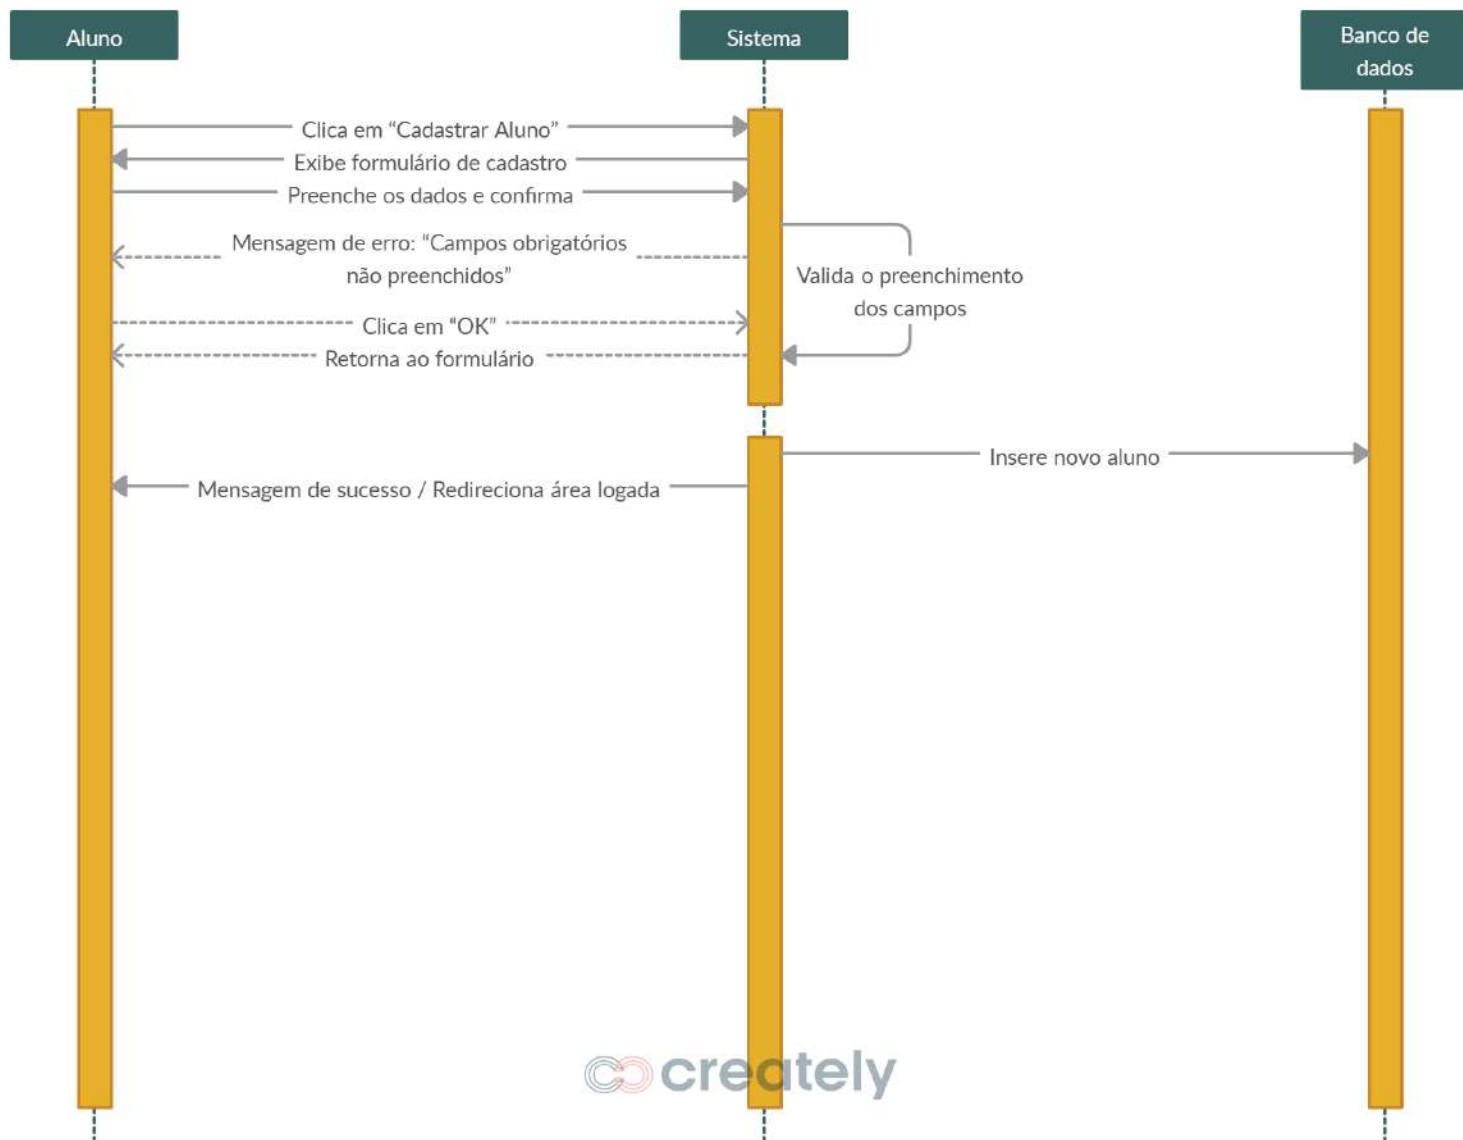 Aluno
Sistema
Banco de
dados
Clica em “Cadastrar Aluno”
Exibe formulário de cadastro
Preenche os dados e confirma
Mensagem de erro: “Campos obrigatórios
não preenchidos”
Valida o preenchimento
dos campos
Clica em “OK”
Retorna ao formulário
Insere novo aluno
Mensagem de sucesso / Redireciona área logada
creately